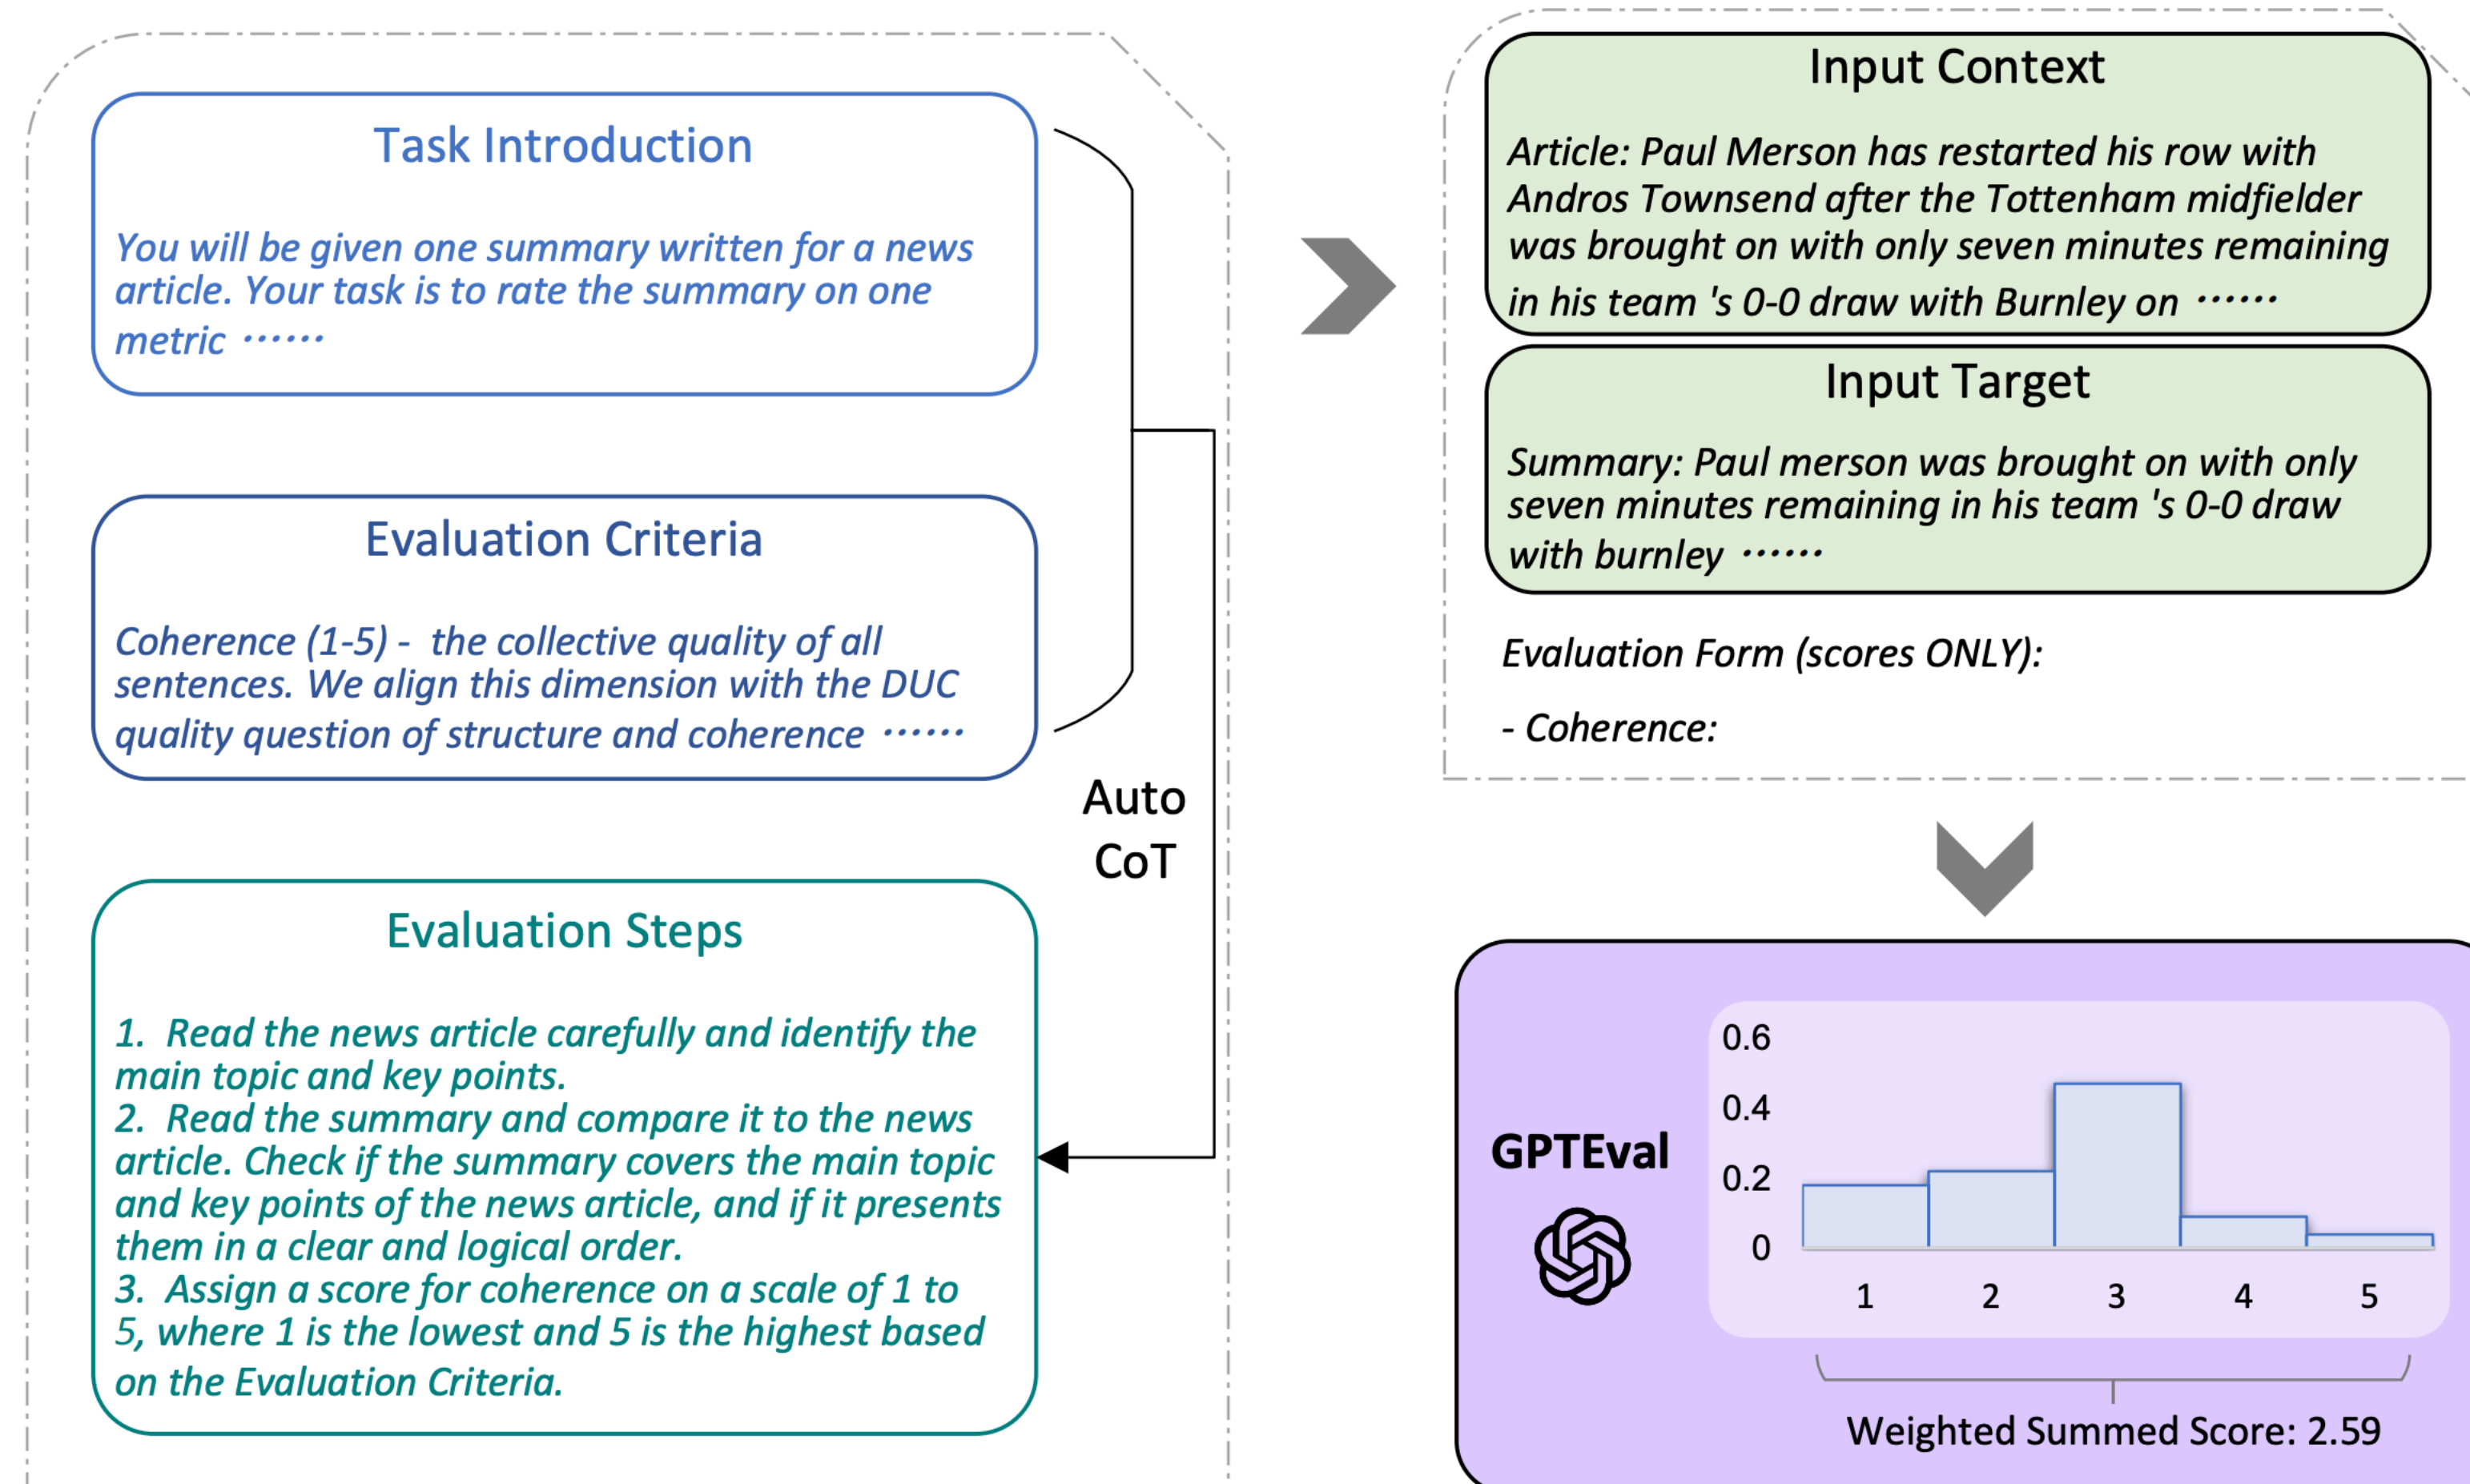 Task Introduction
You will be given one summary written for a news
article. Your task is to rate the summary on one
metric ······
Evaluation Criteria
Coherence (1-5) -  the collective quality of all
sentences. We align this dimension with the DUC
quality question of structure and coherence ······
Auto
CoT
Evaluation Steps
1.  Read the news article carefully and identify the
main topic and key points.
2.  Read the summary and compare it to the news
article. Check if the summary covers the main topic
and key points of the news article, and if it presents
them in a clear and logical order.
3.  Assign a score for coherence on a scale of 1 to
5, where 1 is the lowest and 5 is the highest based
on the Evaluation Criteria.
Input Context
Article: Paul Merson has restarted his row with
Andros Townsend after the Tottenham midfielder
was brought on with only seven minutes remaining
in his team 's 0-0 draw with Burnley on ······
Input Target
Summary: Paul merson was brought on with only
seven minutes remaining in his team 's 0-0 draw
with burnley ······
Evaluation Form (scores ONLY):
- Coherence:
GPTEval
0.6
0.4
0.2
0
1 2 3 4 5
Weighted Summed Score: 2.59